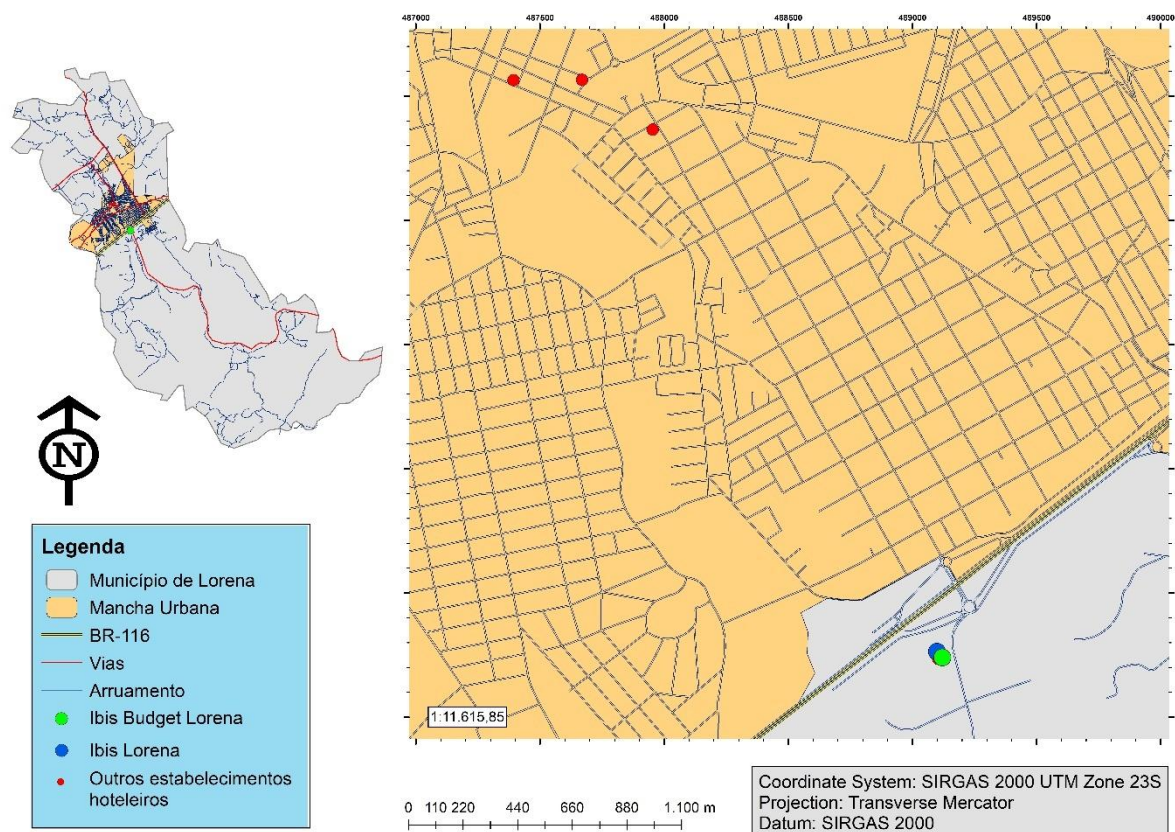 487000 487500 488000 488500 489000 489500 490000
N
Legenda
Município de Lorena
Mancha Urbana
BR-116
Vias
Arruamento
Ibis Budget Lorena
Ibis Lorena
Outros estabelecimentos
hoteleiros
1:11.615,85
0 110 220 440 660 880 1.100 m
Coordinate System: SIRGAS 2000 UTM Zone 23S
Projection: Transverse Mercator
Datum: SIRGAS 2000